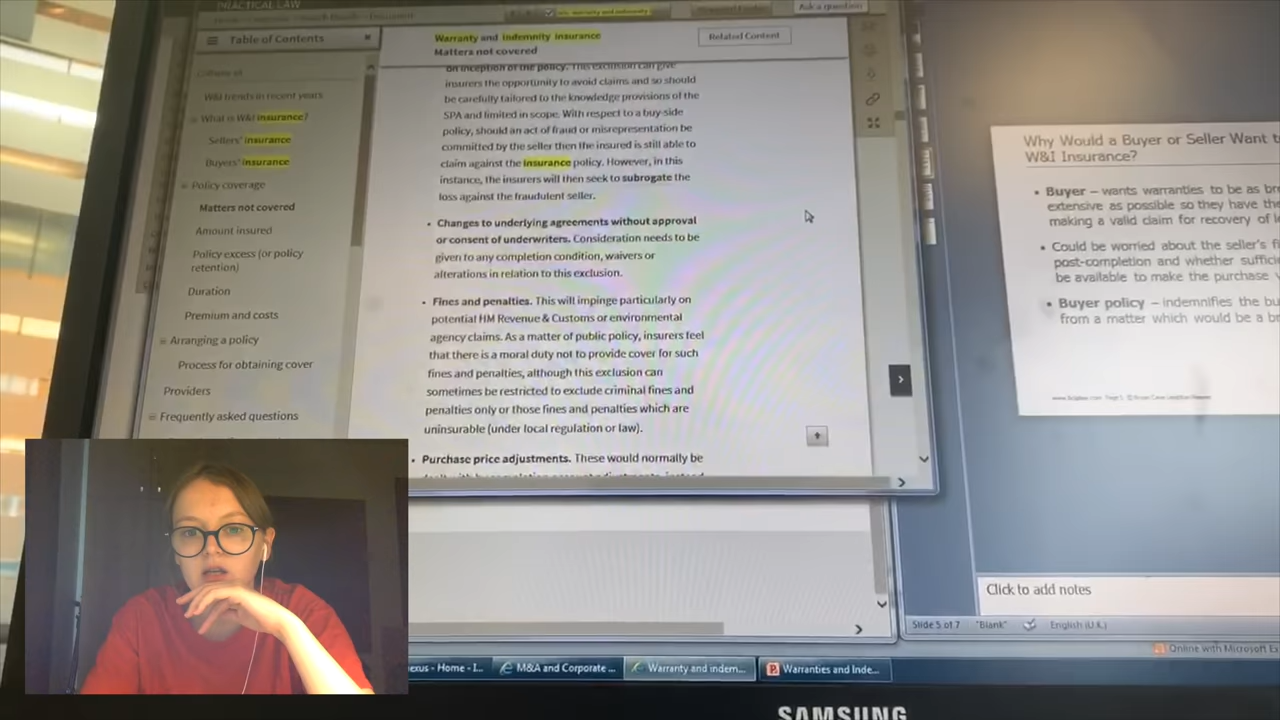 PRACTICAL LAW
Ask a question
Table of Contents
Collapse all
W&I trends in recent years
What is W&I insurance?
Sellers' insurance
Buyers' insurance
Policy coverage
Matters not covered
Amount insured
Policy excess (or policy
retention)
Duration
Premium and costs
Arranging a policy
Process for obtaining cover
Providers
Frequently asked questions
Warranty and indemnity insurance
Matters not covered
Related Content
on inception of the policy. This exclusion can give
insurers the opportunity to avoid claims and so should
be carefully tailored to the knowledge provisions of the
SPA and limited in scope. With respect to a buy-side
policy, should an act of fraud or misrepresentation be
committed by the seller then the insured is still able to
claim against the insurance policy. However, in this
instance, the insurers will then seek to subrogate the
loss against the fraudulent seller.
• Changes to underlying agreements without approval
or consent of underwriters. Consideration needs to be
given to any completion condition, waivers or
alterations in relation to this exclusion.
• Fines and penalties. This will impinge particularly on
potential HM Revenue & Customs or environmental
agency claims. As a matter of public policy, insurers feel
that there is a moral duty not to provide cover for such
fines and penalties, although this exclusion can
sometimes be restricted to exclude criminal fines and
penalties only or those fines and penalties which are
uninsurable (under local regulation or law).
• Purchase price adjustments. These would normally be
Why Would a Buyer or Seller Want t
W&I Insurance?
• Buyer – wants warranties to be as br
extensive as possible so they have the
making a valid claim for recovery of l
• Could be worried about the seller's fi
post-completion and whether suffici
be available to make the purchase
• Buyer policy – indemnifies the bu
from a matter which would be a br
Click to add notes
Slide 5 of 7 "Blank" English (U.K.)
Online with Microsoft Ex
exus - Home - I...
M&A and Corporate ...
Warranty and indem...
Warranties and Inde...
SAMSUNG